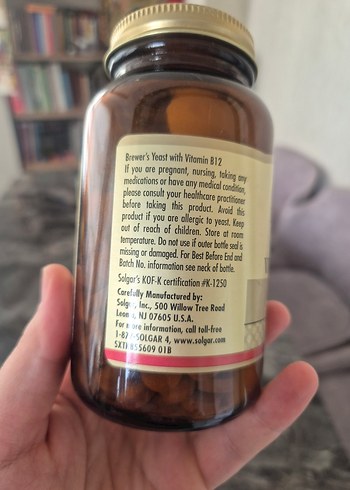 Brewer's Yeast with Vitamin B12
If you are pregnant, nursing, taking any
medications or have any medical condition,
please consult your healthcare practitioner
before taking this product. Avoid this
product if you are allergic to yeast. Keep
out of reach of children. Store at room
temperature. Do not use if outer bottle seal is
missing or damaged. For Best Before End and
Batch No. information see neck of bottle.
Solgar's KOF-K certification #K-1250
Carefully Manufactured by:
Solgar, Inc., 500 Willow Tree Road
Leonia, NJ 07605 U.S.A.
For more information, call toll-free
SOLGAR 4, www.solgar.com
01B